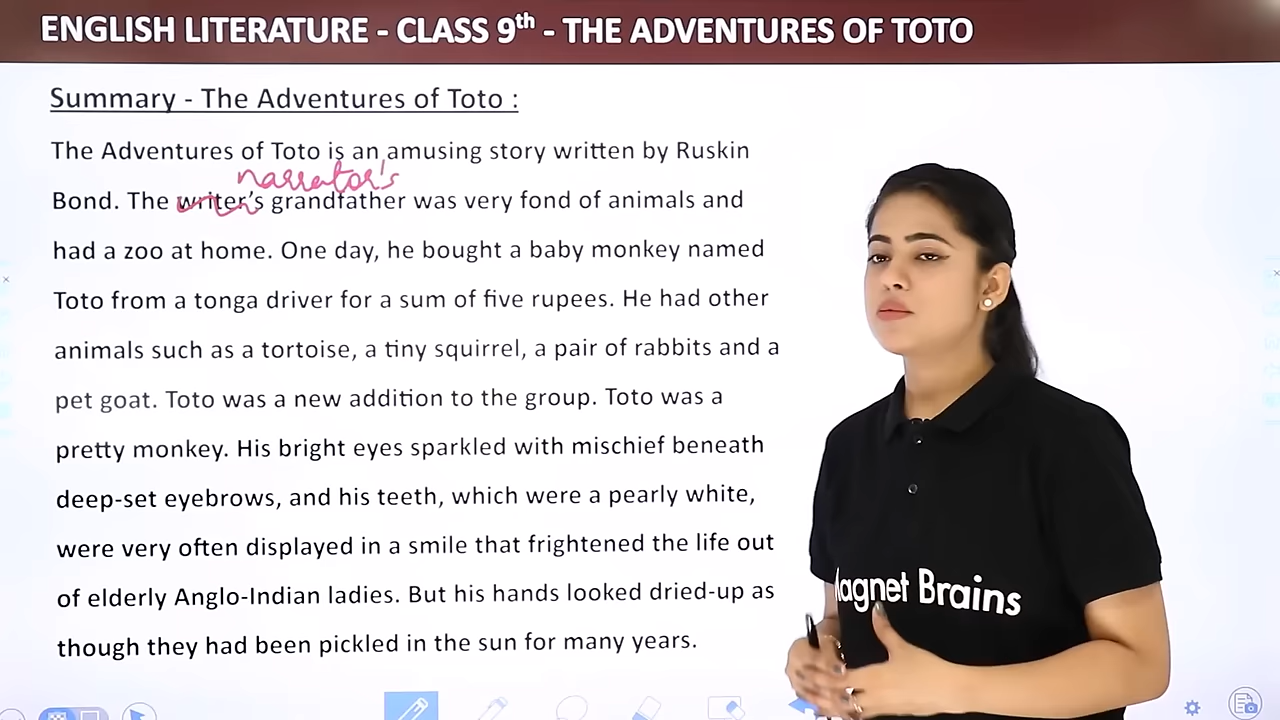 ENGLISH LITERATURE - CLASS 9th - THE ADVENTURES OF TOTO
Summary - The Adventures of Toto :
The Adventures of Toto is an amusing story written by Ruskin
narrator's
Bond. The writer's grandfather was very fond of animals and
had a zoo at home. One day, he bought a baby monkey named
Toto from a tonga driver for a sum of five rupees. He had other
animals such as a tortoise, a tiny squirrel, a pair of rabbits and a
pet goat. Toto was a new addition to the group. Toto was a
pretty monkey. His bright eyes sparkled with mischief beneath
deep-set eyebrows, and his teeth, which were a pearly white,
were very often displayed in a smile that frightened the life out
of elderly Anglo-Indian ladies. But his hands looked dried-up as
though they had been pickled in the sun for many years.
Magnet Brains